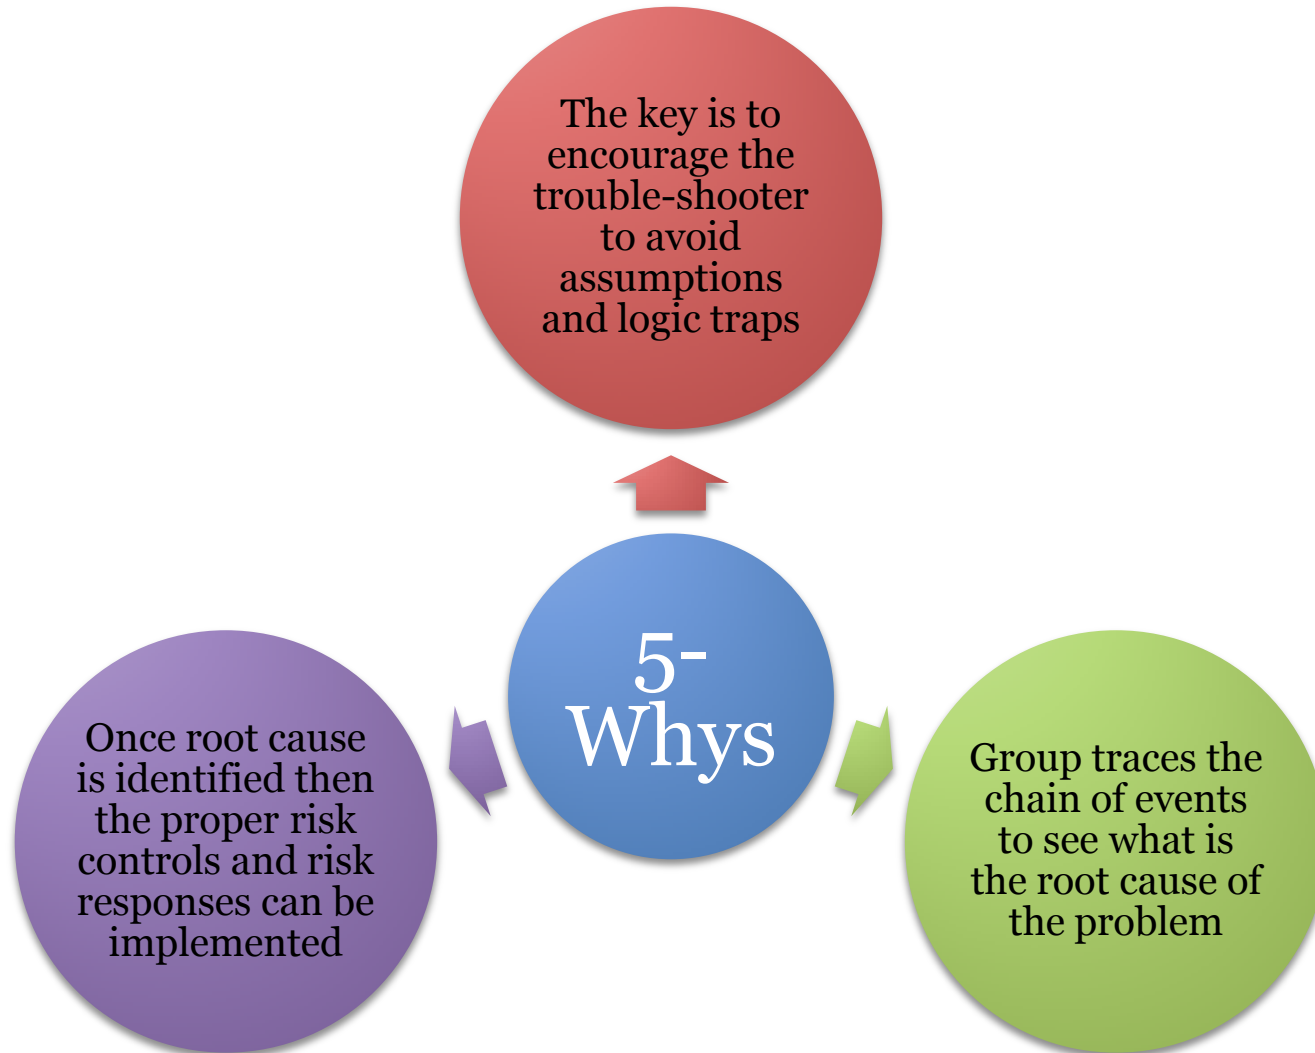 The key is to
encourage the
trouble-shooter
to avoid
assumptions
and logic traps
5-
Whys
Once root cause
is identified then
the proper risk
controls and risk
responses can be
implemented
Group traces the
chain of events
to see what is
the root cause of
the problem